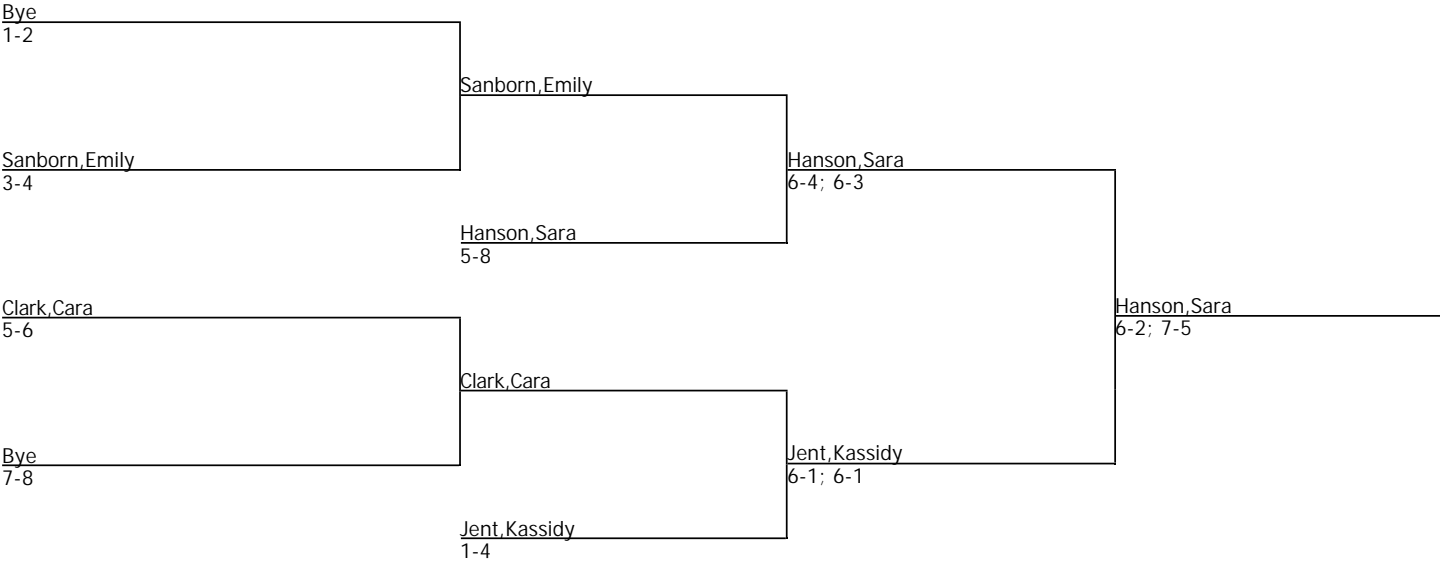 Bye
1-2
Sanborn,Emily
Sanborn,Emily
3-4
Hanson,Sara
6-4; 6-3
Hanson,Sara
5-8
Clark,Cara
5-6
Hanson,Sara
6-2; 7-5
Clark,Cara
Bye
7-8
Jent,Kassidy
6-1; 6-1
Jent,Kassidy
1-4